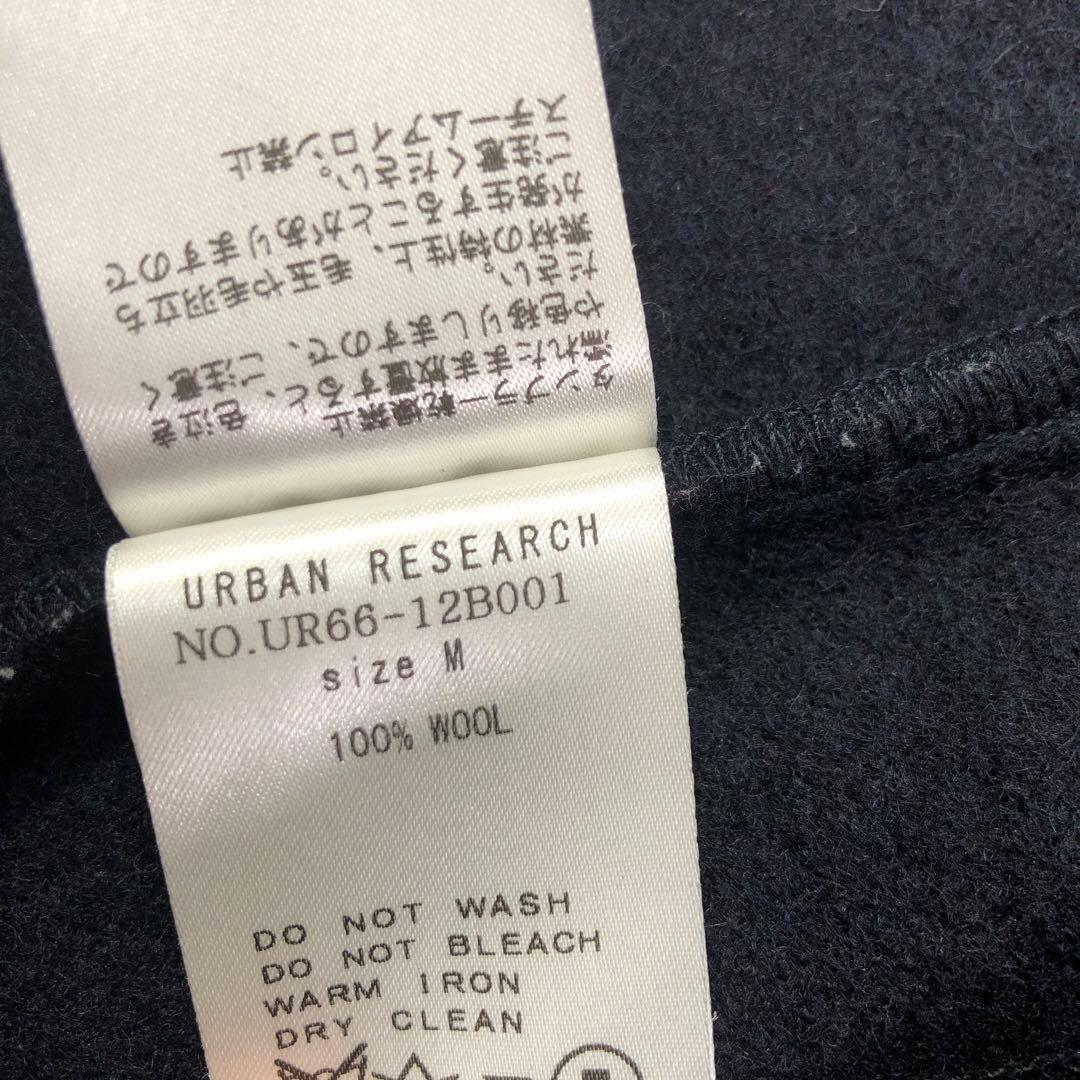 タンブラー乾燥禁止
濡れたまま放置すると、色泣き
や色移りしますので、ご注意く
ださい。
素材の特性上、毛玉や毛羽立ち
が発生することがありますので
ご注意ください。
スチームアイロン禁止
URBAN RESEARCH
NO.UR66-12B001
size M
100% WOOL
DO NOT WASH
DO NOT BLEACH
WARM IRON
DRY CLEAN